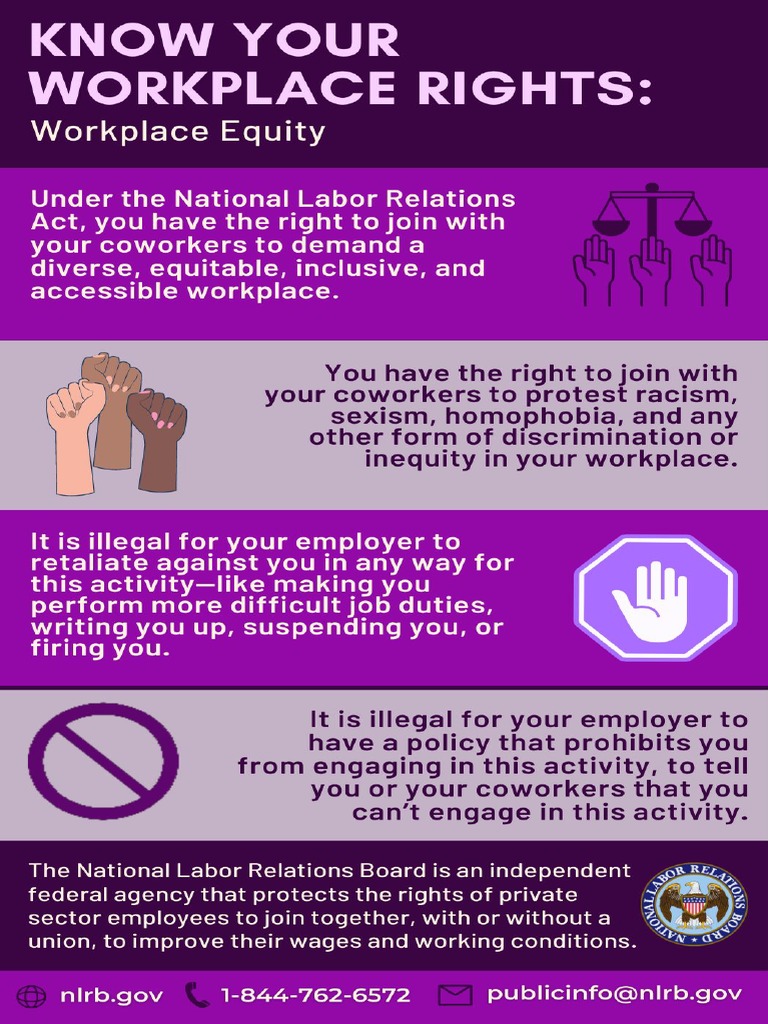 KNOW YOUR
WORKPLACE RIGHTS:
Workplace Equity
Under the National Labor Relations
Act, you have the right to join with
your coworkers to demand a
diverse, equitable, inclusive, and
accessible workplace.
You have the right to join with
your coworkers to protest racism,
sexism, homophobia, and any
other form of discrimination or
inequity in your workplace.
It is illegal for your employer to
retaliate against you in any way for
this activity—like making you
perform more difficult job duties,
writing you up, suspending you, or
firing you.
It is illegal for your employer to
have a policy that prohibits you
from engaging in this activity, to tell
you or your coworkers that you
can't engage in this activity.
The National Labor Relations Board is an independent
federal agency that protects the rights of private
sector employees to join together, with or without a
union, to improve their wages and working conditions.
NATIONAL LABOR RELATIONS BOARD
nlrb.gov
1-844-762-6572
publicinfo@nlrb.gov